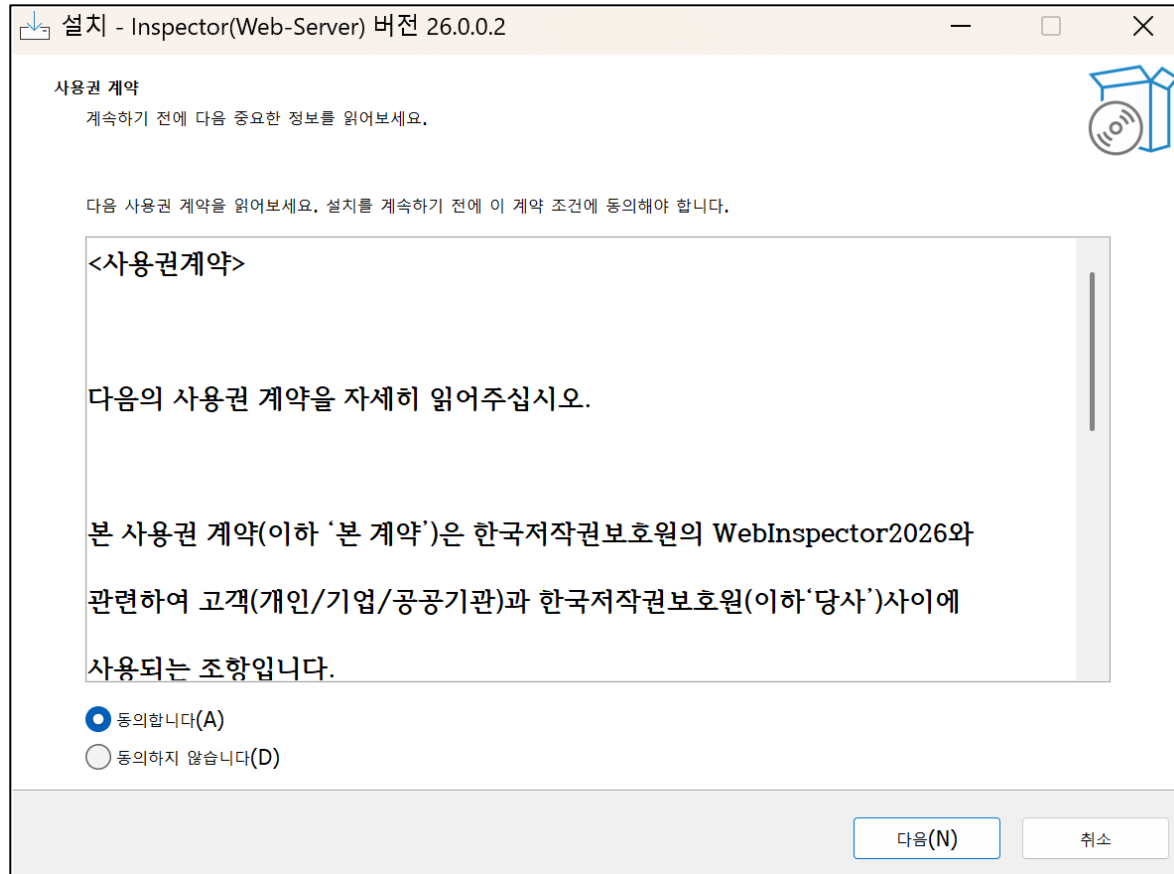 설치 - Inspector(Web-Server) 버전 26.0.0.2
사용권 계약
계속하기 전에 다음 중요한 정보를 읽어보세요.
다음 사용권 계약을 읽어보세요. 설치를 계속하기 전에 이 계약 조건에 동의해야 합니다.
<사용권계약>
다음의 사용권 계약을 자세히 읽어주십시오.
본 사용권 계약(이하 ‘본 계약’)은 한국저작권보호원의 WebInspector2026와
관련하여 고객(개인/기업/공공기관)과 한국저작권보호원(이하‘당사’)사이에
사용되는 조항입니다.
동의합니다(A)
동의하지 않습니다(D)
다음(N) 취소